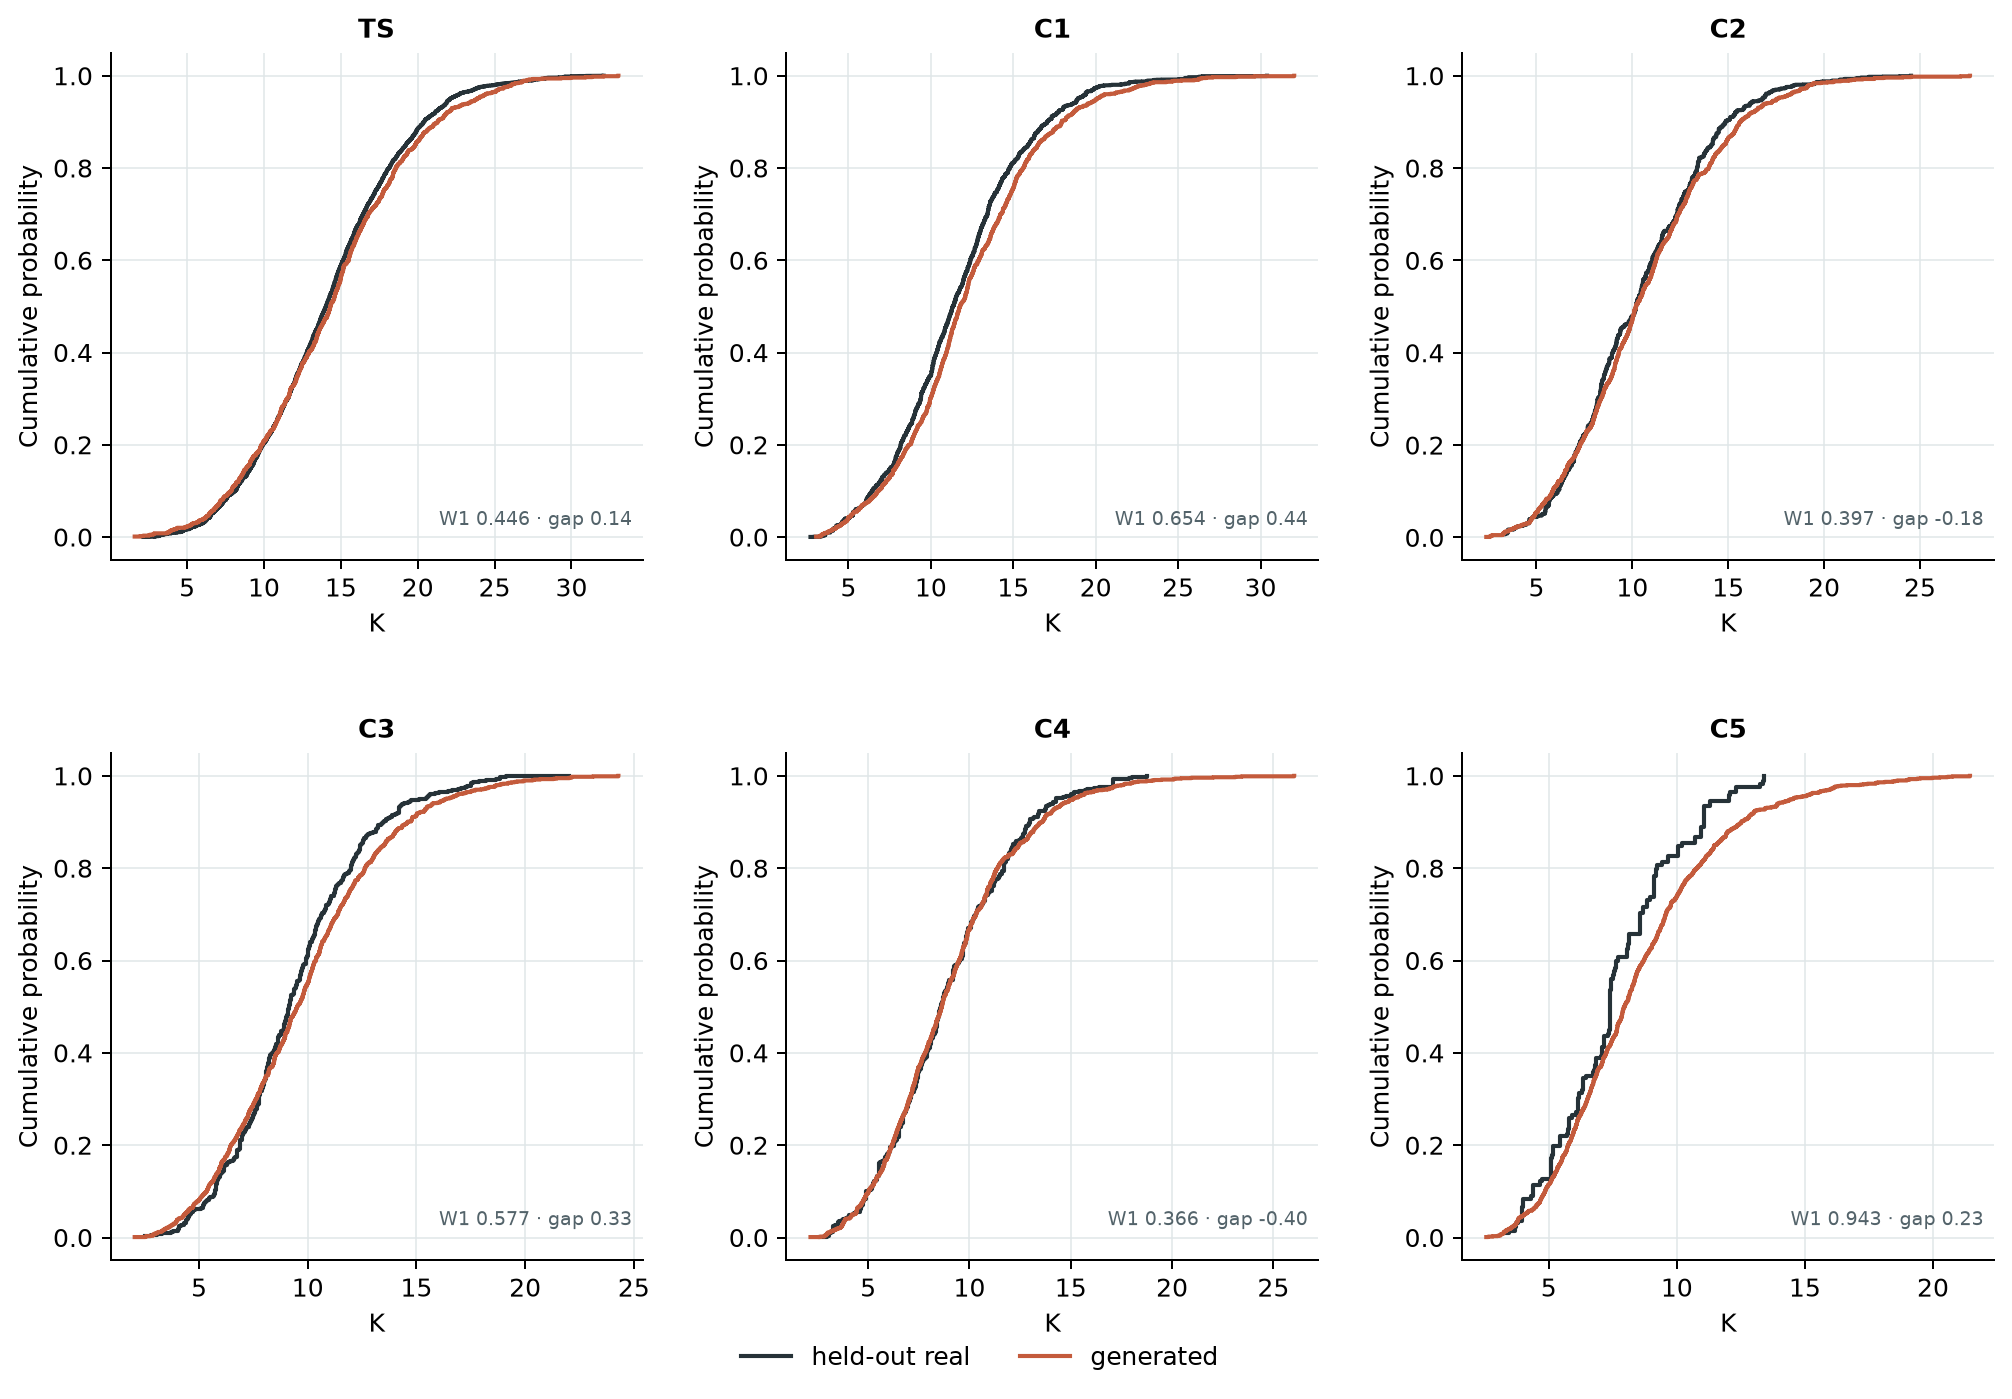 TS
C1
C2
Cumulative probability
1.0
0.8
0.6
0.4
0.2
0.0
W1 0.446 · gap 0.14
5 10 15 20 25 30
K
Cumulative probability
1.0
0.8
0.6
0.4
0.2
0.0
W1 0.654 · gap 0.44
5 10 15 20 25 30
K
Cumulative probability
1.0
0.8
0.6
0.4
0.2
0.0
W1 0.397 · gap -0.18
5 10 15 20 25
K
C3
C4
C5
Cumulative probability
1.0
0.8
0.6
0.4
0.2
0.0
W1 0.577 · gap 0.33
5 10 15 20 25
K
Cumulative probability
1.0
0.8
0.6
0.4
0.2
0.0
W1 0.366 · gap -0.40
5 10 15 20 25
K
Cumulative probability
1.0
0.8
0.6
0.4
0.2
0.0
W1 0.943 · gap 0.23
5 10 15 20
K
held-out real
generated